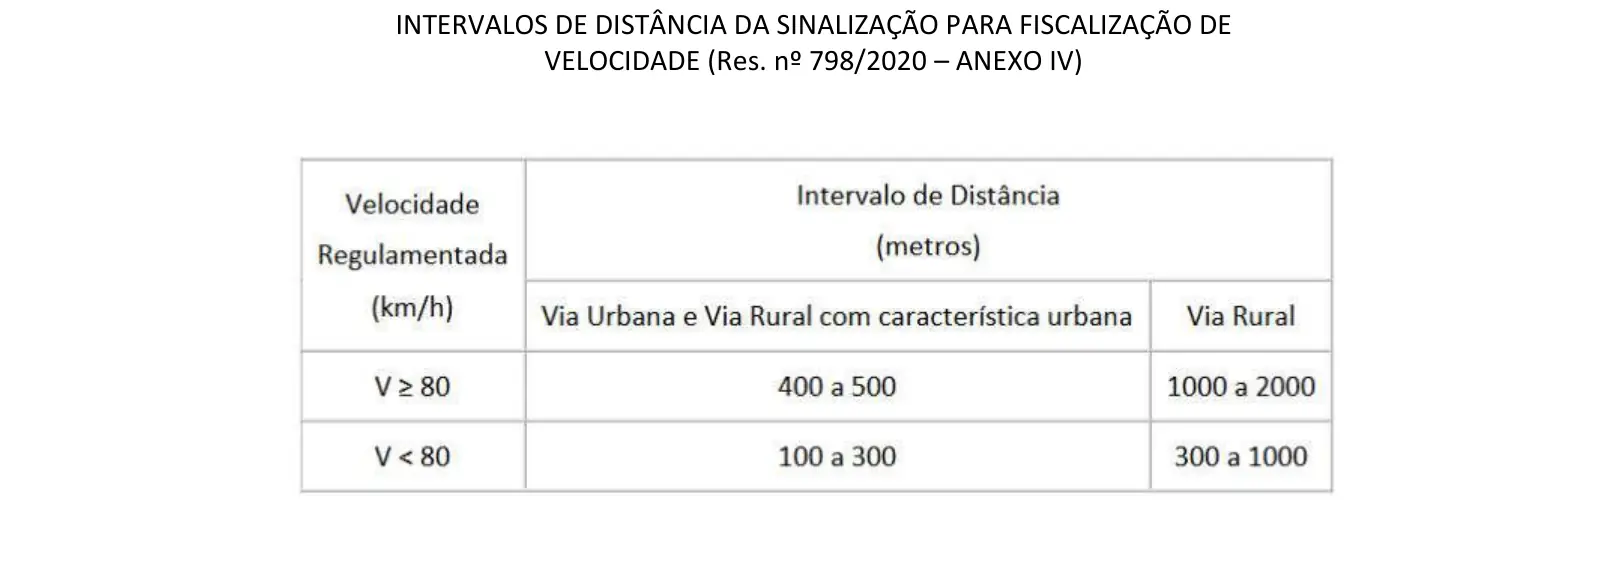 INTERVALOS DE DISTÂNCIA DA SINALIZAÇÃO PARA FISCALIZAÇÃO DE
VELOCIDADE (Res. nº 798/2020 – ANEXO IV)
Velocidade
Regulamentada
(km/h)
Intervalo de Distância
(metros)
Via Urbana e Via Rural com característica urbana
Via Rural
V ≥ 80
400 a 500
1000 a 2000
V < 80
100 a 300
300 a 1000